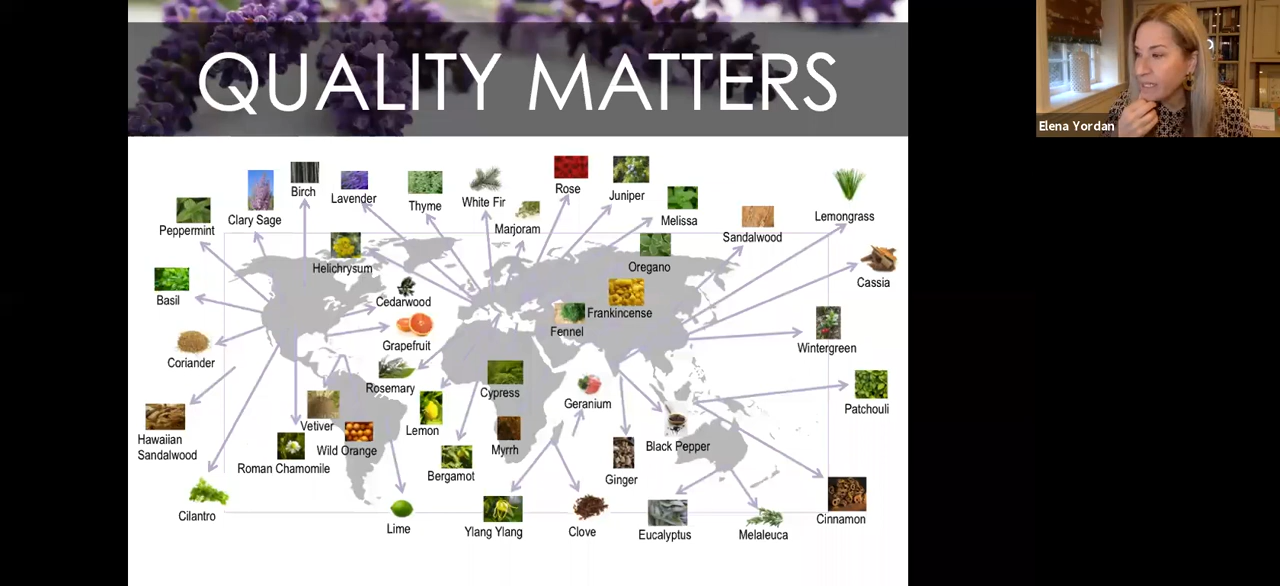 QUALITY MATTERS
Elena Yordan
Birch
Lavender
Thyme
White Fir
Rose
Juniper
Clary Sage
Marjoram
Melissa
Lemongrass
Peppermint
Sandalwood
Helichrysum
Oregano
Cassia
Basil
Cedarwood
Frankincense
Fennel
Grapefruit
Wintergreen
Coriander
Rosemary
Cypress
Geranium
Patchouli
Vetiver
Lemon
Hawaiian
Sandalwood
Wild Orange
Myrrh
Black Pepper
Roman Chamomile
Bergamot
Ginger
Cilantro
Lime
Ylang Ylang
Clove
Eucalyptus
Melaleuca
Cinnamon